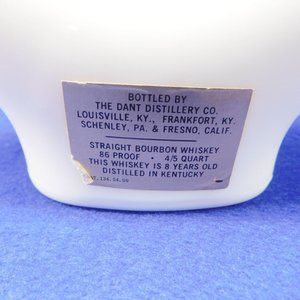 BOTTLED BY
THE DANT DISTILLERY CO.
LOUISVILLE, KY., FRANKFORT, KY.
SCHENLEY, PA. & FRESNO, CALIF.
STRAIGHT BOURBON WHISKEY
86 PROOF • 4/5 QUART
THIS WHISKEY IS 8 YEARS OLD
DISTILLED IN KENTUCKY